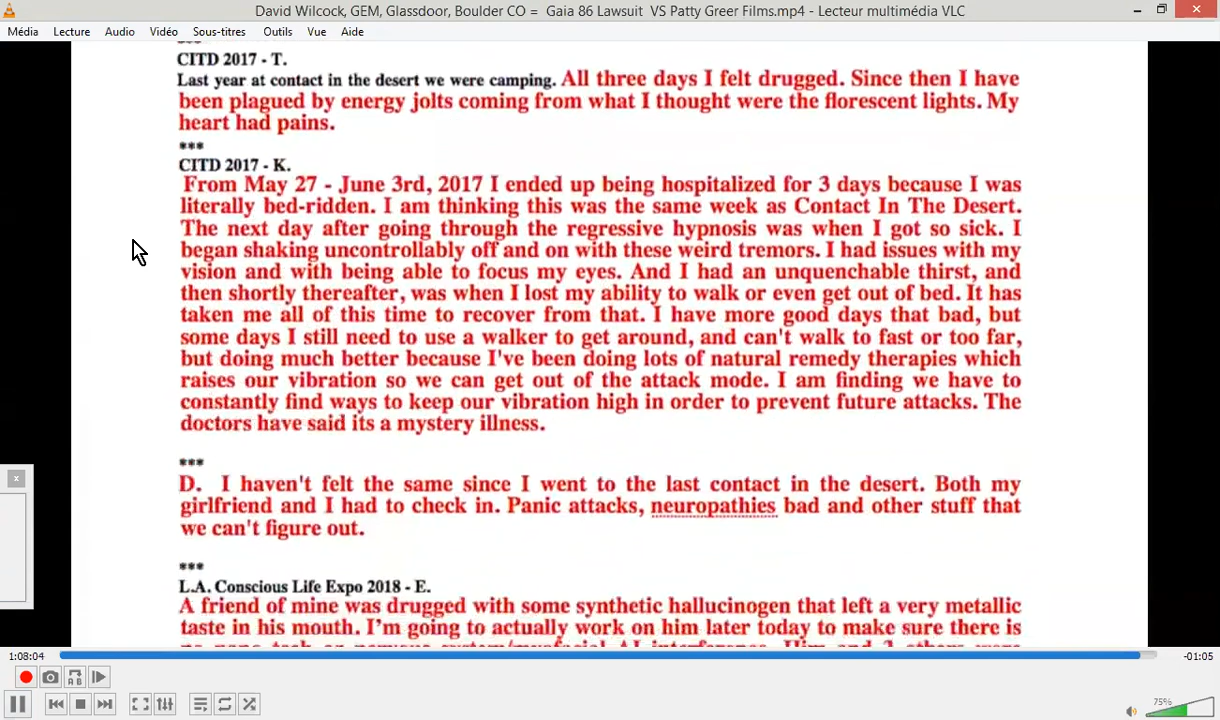 David Wilcock, GEM, Glassdoor, Boulder CO = Gaia 86 Lawsuit VS Patty Greer Films.mp4 - Lecteur multimédia VLC
Média Lecture Audio Vidéo Sous-titres Outils Vue Aide
***
CITD 2017 - T.
Last year at contact in the desert we were camping. All three days I felt drugged. Since then I have
been plagued by energy jolts coming from what I thought were the florescent lights. My
heart had pains.
***
CITD 2017 - K.
From May 27 - June 3rd, 2017 I ended up being hospitalized for 3 days because I was
literally bed-ridden. I am thinking this was the same week as Contact In The Desert.
The next day after going through the regressive hypnosis was when I got so sick. I
began shaking uncontrollably off and on with these weird tremors. I had issues with my
vision and with being able to focus my eyes. And I had an unquenchable thirst, and
then shortly thereafter, was when I lost my ability to walk or even get out of bed. It has
taken me all of this time to recover from that. I have more good days that bad, but
some days I still need to use a walker to get around, and can't walk to fast or too far,
but doing much better because I've been doing lots of natural remedy therapies which
raises our vibration so we can get out of the attack mode. I am finding we have to
constantly find ways to keep our vibration high in order to prevent future attacks. The
doctors have said its a mystery illness.
***
D. I haven't felt the same since I went to the last contact in the desert. Both my
girlfriend and I had to check in. Panic attacks, neuropathies bad and other stuff that
we can't figure out.
***
L.A. Conscious Life Expo 2018 - E.
A friend of mine was drugged with some synthetic hallucinogen that left a very metallic
taste in his mouth. I'm going to actually work on him later today to make sure there is
1:08:04
-01:05
75%